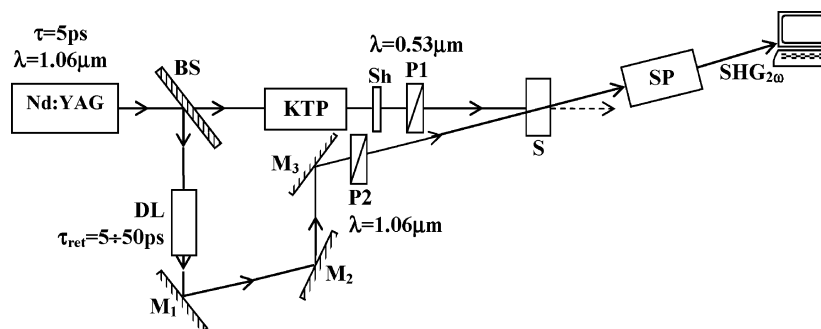 τ=5ps
λ=1.06μm
Nd:YAG
BS
KTP
Sh
λ=0.53μm
P1
S
SP
SHG2ω
M3
P2
λ=1.06μm
DL
τret=5÷50ps
M1
M2